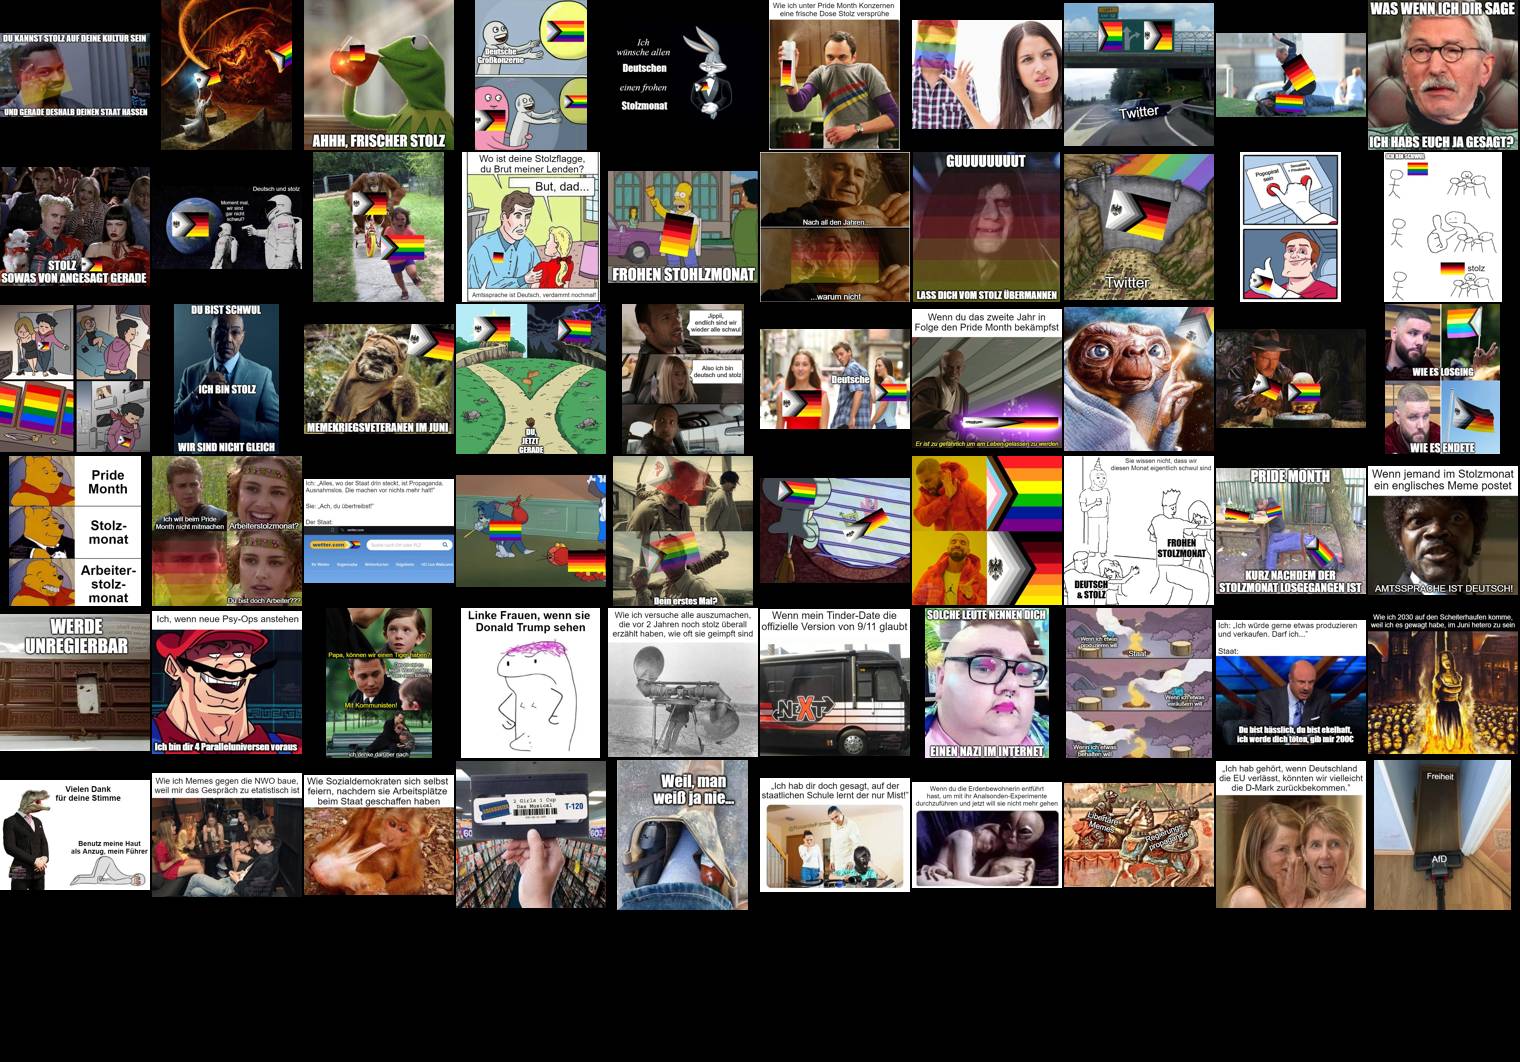 DU KANNST STOLZ AUF DEINE KULTUR SEIN
UND GERADE DESHALB DEINEN STAAT HASSEN
AHHH, FRISCHER STOLZ
Deutsche
Großkonzerne
Ich
wünsche allen
Deutschen
einen frohen
Stolzmonat
Wie ich unter Pride Month Konzernen
eine frische Dose Stolz versprühe
Twitter
WAS WENN ICH DIR SAGE
ICH HABS EUCH JA GESAGT?
STOLZ
SOWAS VON ANGESAGT GERADE
Deutsch und stolz
Moment mal,
wir sind
gar nicht
schwul?
Wo ist deine Stolzflagge,
du Brut meiner Lenden?
But, dad...
Amtssprache ist Deutsch, verdammt nochmal!
FROHEN STOHLZMONAT
Nach all den Jahren...
...warum nicht
GUUUUUUUUT
LASS DICH VOM STOLZ ÜBERMANNEN
Twitter
Popopirat
sein
ICH BIN SCHWUL
stolz
DU BIST SCHWUL
ICH BIN STOLZ
WIR SIND NICHT GLEICH
MEMEKRIEGSVETERANEN IM JUNI
DU,
JETZT
GERADE
Jippii,
endlich sind wir
wieder alle schwul
Also ich bin
deutsch und stolz
Deutsche
Wenn du das zweite Jahr in
Folge den Pride Month bekämpfst
Er ist zu gefährlich um am Leben gelassen zu werden
WIE ES LOSGING
WIE ES ENDETE
Pride
Month
Stolz-
monat
Arbeiter-
stolz-
monat
Ich will beim Pride
Month nicht mitmachen
Arbeiterstolzmonat?
Du bist doch Arbeiter???
Ich: „Alles, wo der Staat drin steckt, ist Propaganda.
Ausnahmslos. Die machen vor nichts mehr halt!"
Sie: „Ach, du übertreibst!"
Der Staat:
wetter.com
Dein erstes Mal?
Sie wissen nicht, dass wir
diesen Monat eigentlich schwul sind
FROHEN
STOLZMONAT
DEUTSCH
& STOLZ
PRIDE MONTH
KURZ NACHDEM DER
STOLZMONAT LOSGEGANGEN IST
Wenn jemand im Stolzmonat
ein englisches Meme postet
AMTSSPRACHE IST DEUTSCH!
WERDE
UNREGIERBAR
Ich, wenn neue Psy-Ops anstehen
Ich bin dir 4 Paralleluniversen voraus
Papa, können wir einen Tiger haben?
Mit Kommunisten!
ich denke darüber nach
Linke Frauen, wenn sie
Donald Trump sehen
Wie ich versuche alle auszumachen,
die vor 2 Jahren noch stolz überall
erzählt haben, wie oft sie geimpft sind
Wenn mein Tinder-Date die
offizielle Version von 9/11 glaubt
NEXT
SOLCHE LEUTE NENNEN DICH
EINEN NAZI IM INTERNET
Wenn ich etwas
produzieren will
Staat
Wenn ich etwas
veräußern will
Wenn ich etwas
behalten will
Ich: „Ich würde gerne etwas produzieren
und verkaufen. Darf ich..."
Staat:
Du bist hässlich, du bist ekelhaft,
ich werde dich töten, gib mir 200€
Wie ich 2030 auf den Scheiterhaufen komme,
weil ich es gewagt habe, im Juni hetero zu sein
Vielen Dank
für deine Stimme
Benutz meine Haut
als Anzug, mein Führer
Wie ich Memes gegen die NWO baue,
weil mir das Gespräch zu etatistisch ist
Wie Sozialdemokraten sich selbst
feiern, nachdem sie Arbeitsplätze
beim Staat geschaffen haben
2 Girls 1 Cup
Das Musical
T-120
Weil, man
weiß ja nie...
„Ich hab dir doch gesagt, auf der
staatlichen Schule lernt der nur Mist!"
Wenn du die Erdenbewohnerin entführt
hast, um mit ihr Analsonden-Experimente
durchzuführen und jetzt will sie nicht mehr gehen
Libertäre
Memes
Regierungs-
propaganda
„Ich hab gehört, wenn Deutschland
die EU verlässt, könnten wir vielleicht
die D-Mark zurückbekommen."
Freiheit
AfD